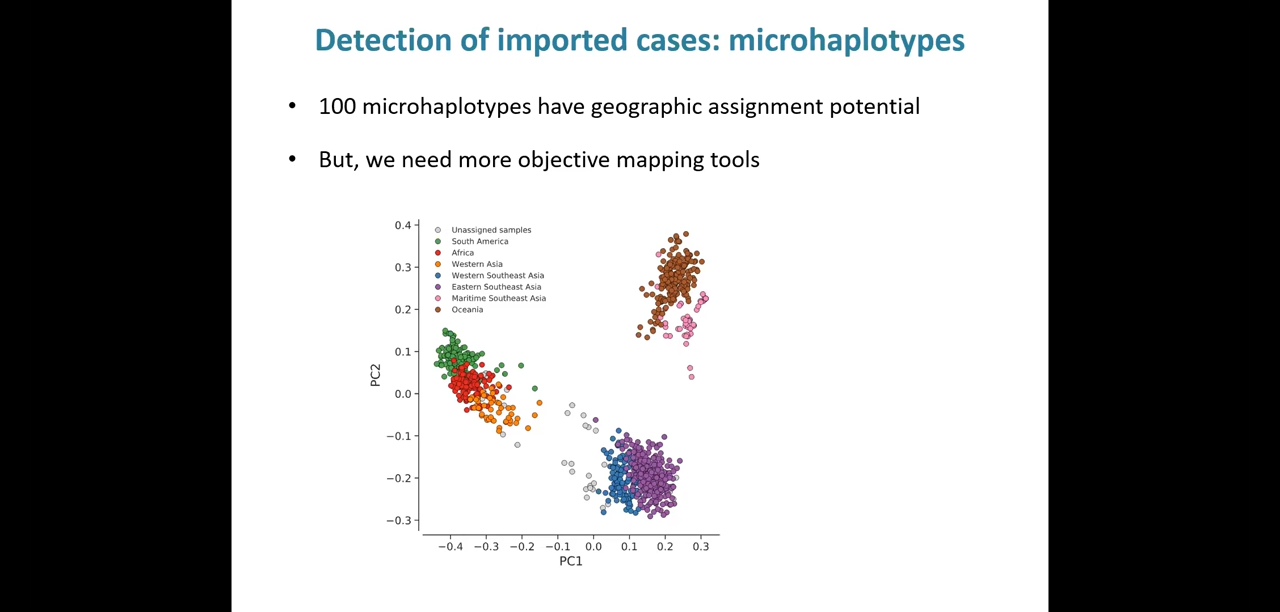 Detection of imported cases: microhaplotypes
• 100 microhaplotypes have geographic assignment potential
• But, we need more objective mapping tools
Unassigned samples
South America
Africa
Western Asia
Western Southeast Asia
Eastern Southeast Asia
Maritime Southeast Asia
Oceania
PC2
0.4
0.3
0.2
0.1
0.0
−0.1
−0.2
−0.3
−0.4 −0.3 −0.2 −0.1 0.0 0.1 0.2 0.3
PC1